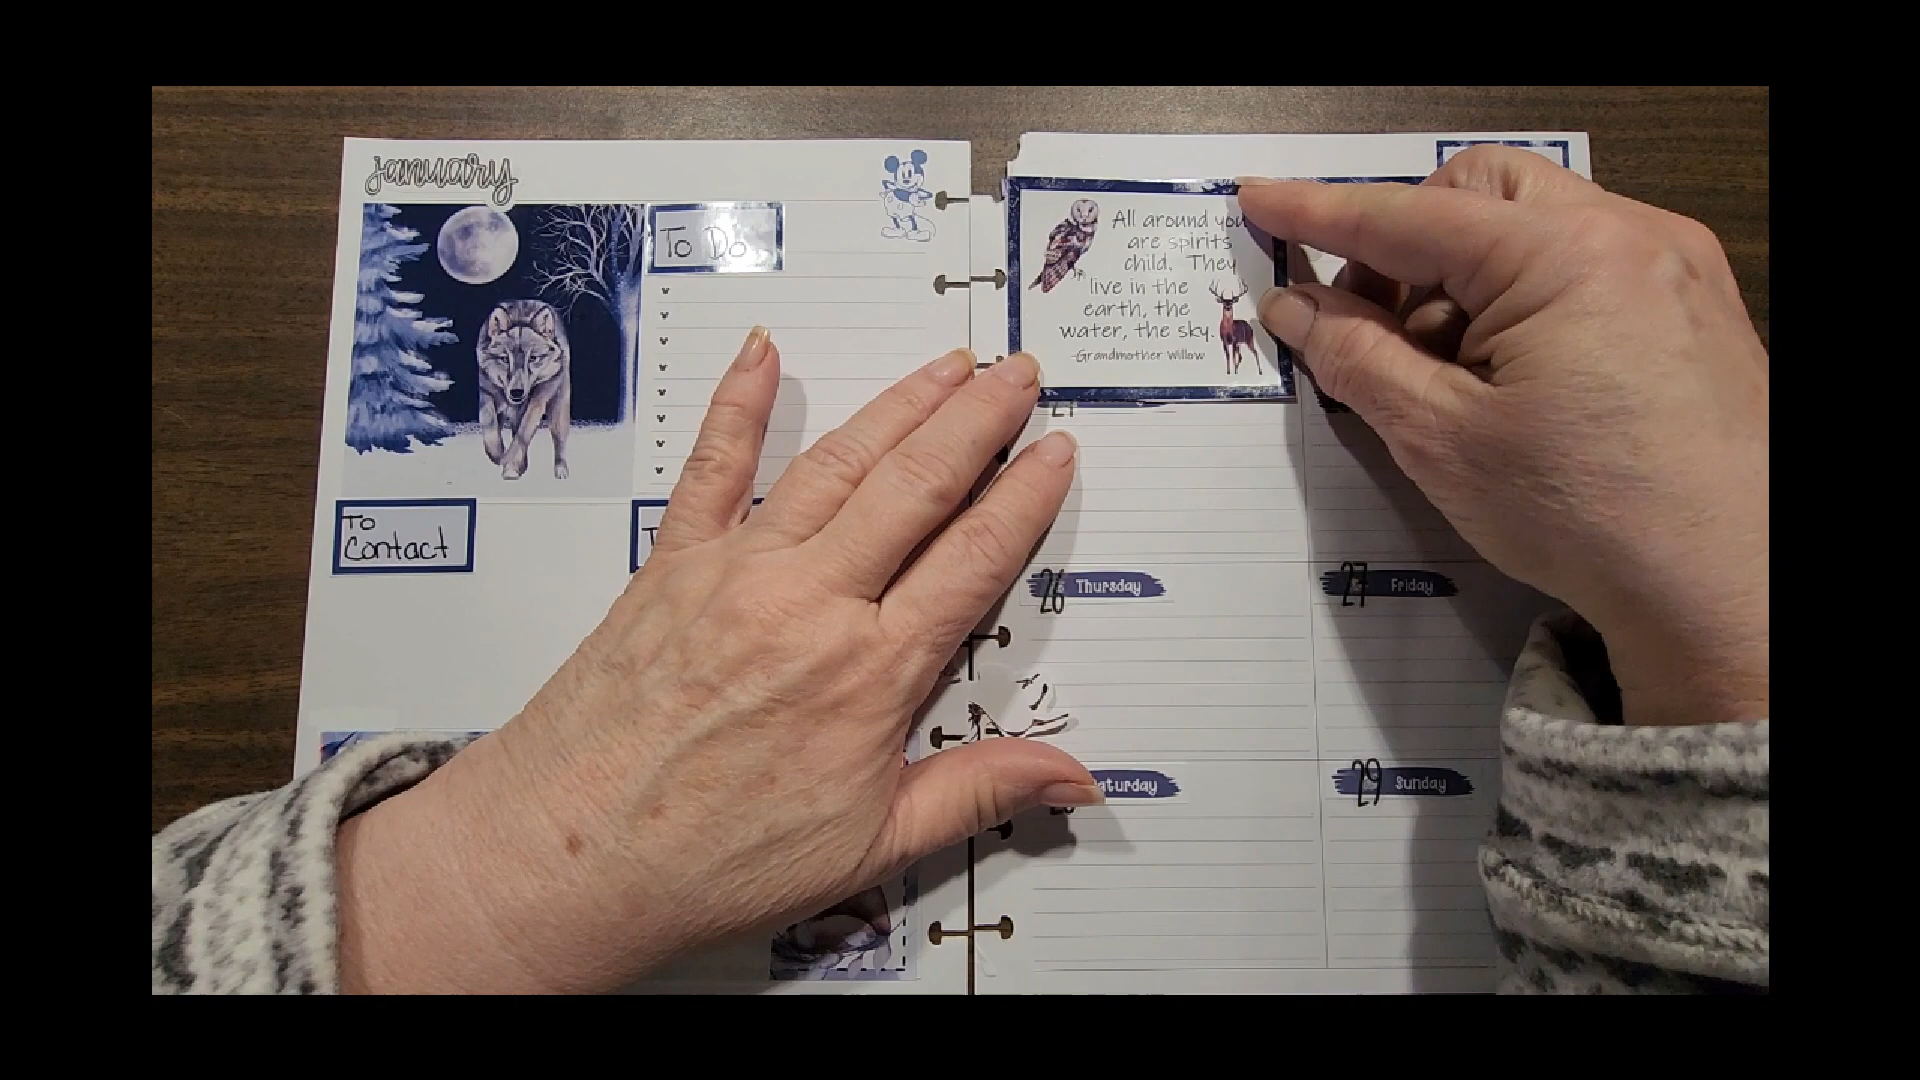 january
To Do
To
Contact
All around you
are spirits
child. They
live in the
earth, the
water, the sky.
-Grandmother Willow
26 Thursday
27 Friday
29 Sunday